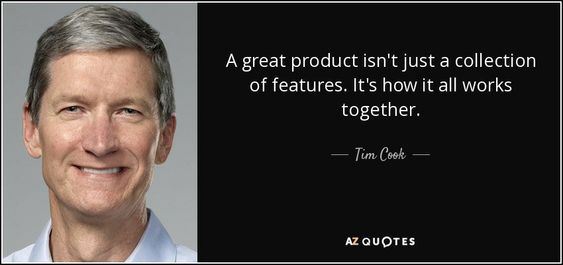 A great product isn't just a collection
of features. It's how it all works
together.
Tim Cook
AZ QUOTES